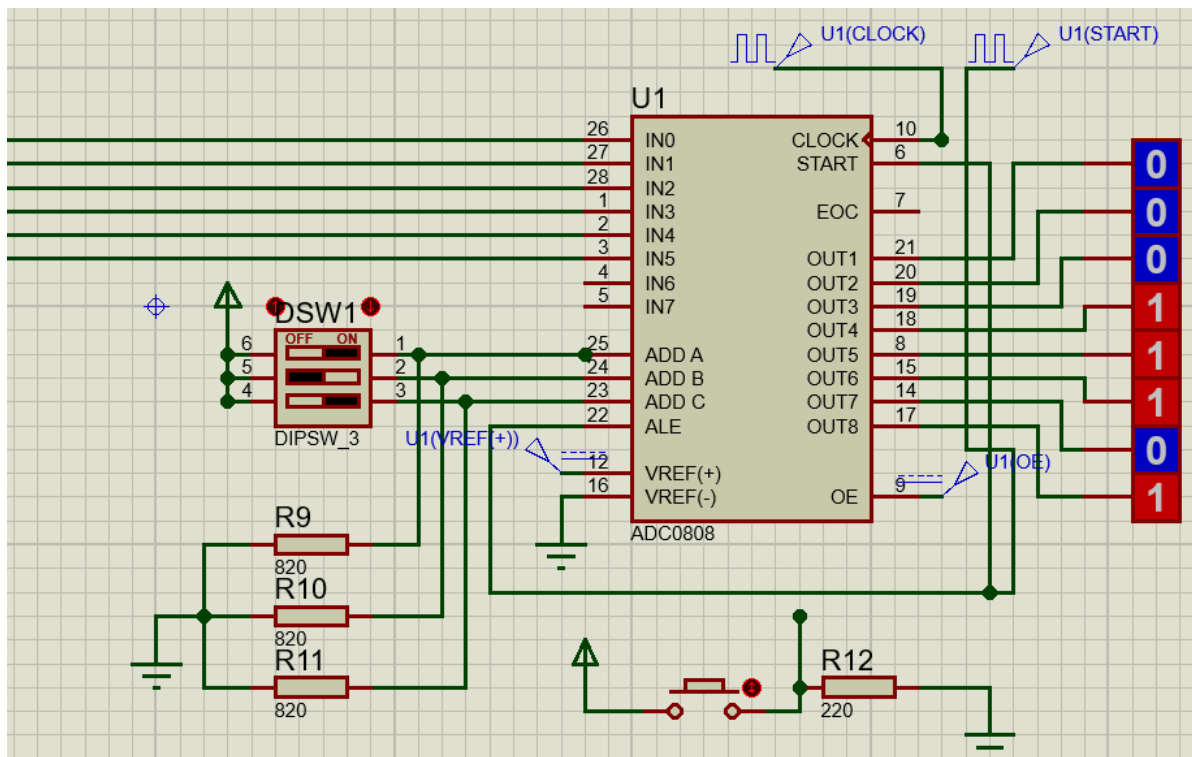 U1(CLOCK)
U1(START)
U1
26
IN0
CLOCK
10
27
IN1
START
6
28
IN2
1
IN3
EOC
7
2
IN4
3
IN5
OUT1
21
4
IN6
OUT2
20
5
IN7
OUT3
19
OUT4
18
25
ADD A
OUT5
8
24
ADD B
OUT6
15
23
ADD C
OUT7
14
22
ALE
OUT8
17
12
VREF(+)
16
VREF(-)
OE
9
ADC0808
0
0
0
1
1
1
0
1
DSW1
OFF ON
6
1
5
2
4
3
DIPSW_3
U1(VREF(+))
U1(OE)
R9
820
R10
820
R11
820
R12
220